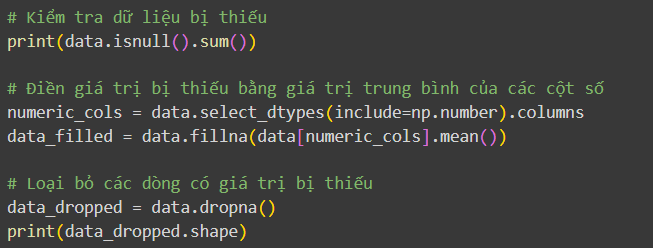 # Kiểm tra dữ liệu bị thiếu
print(data.isnull().sum())
# Điền giá trị bị thiếu bằng giá trị trung bình của các cột số
numeric_cols = data.select_dtypes(include=np.number).columns
data_filled = data.fillna(data[numeric_cols].mean())
# Loại bỏ các dòng có giá trị bị thiếu
data_dropped = data.dropna()
print(data_dropped.shape)